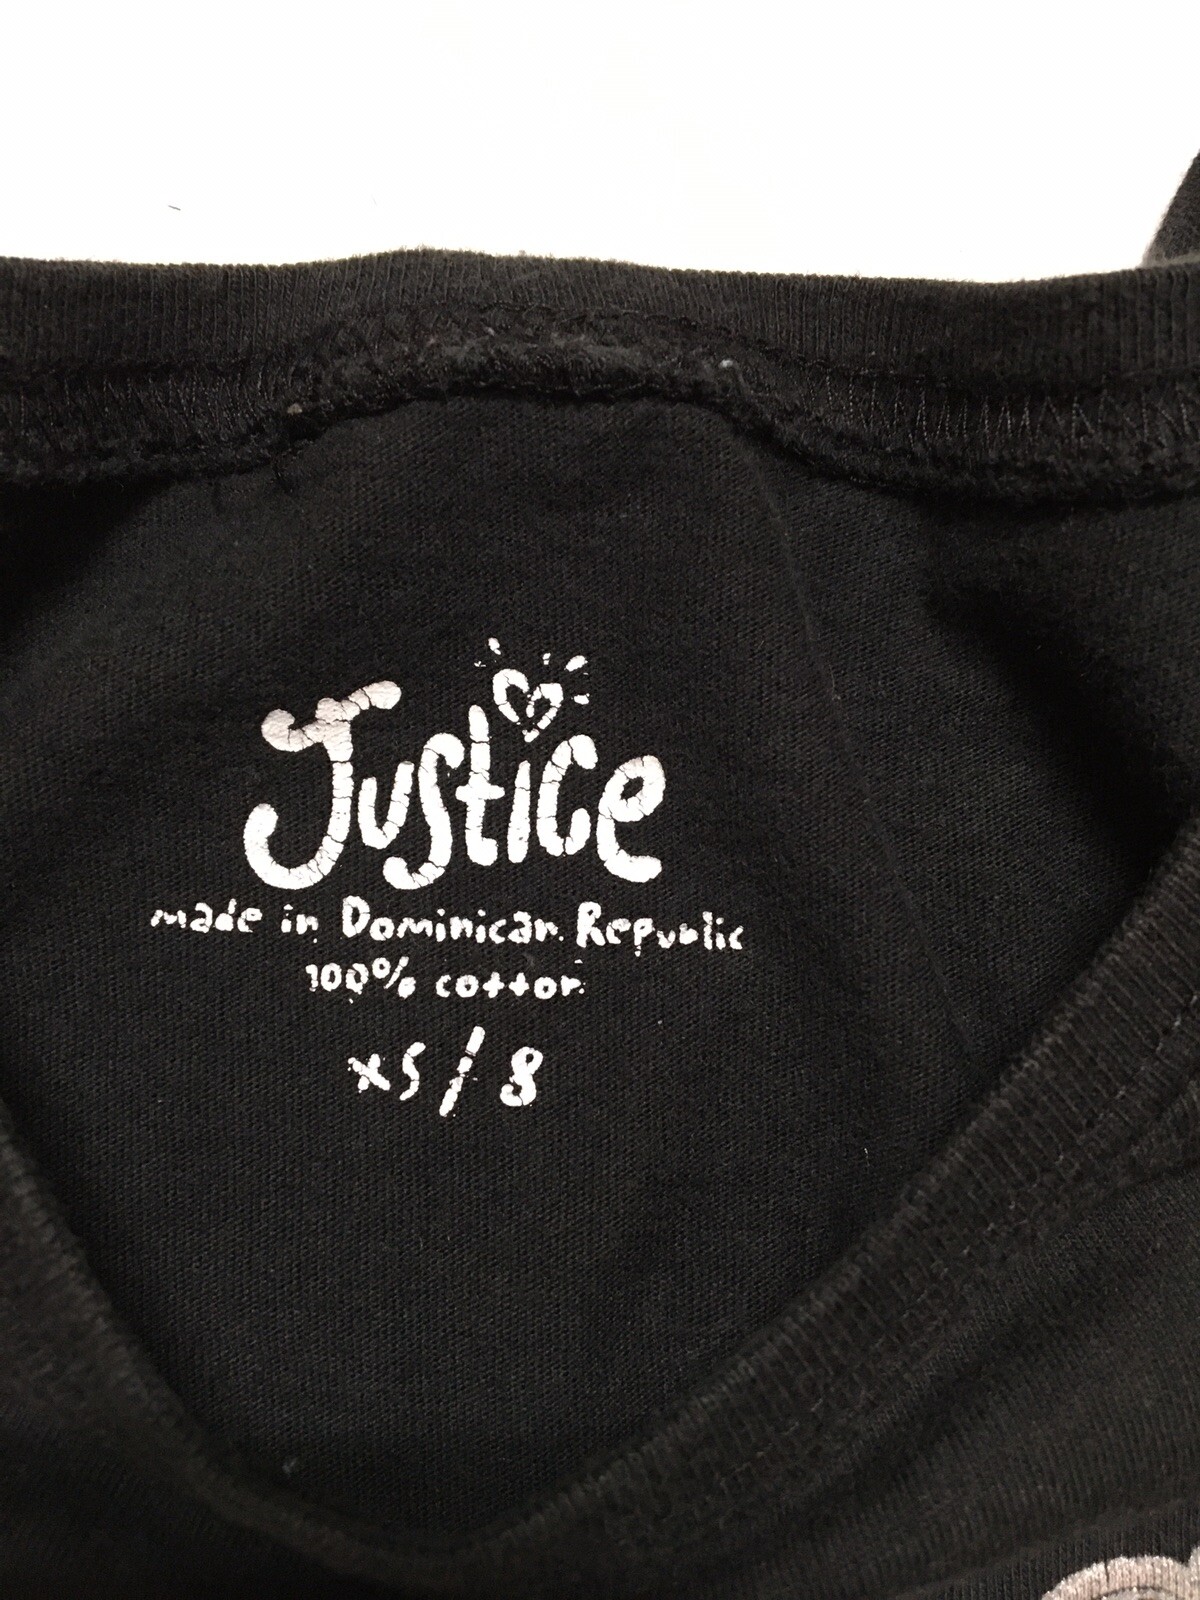 Justice
made in Dominican Republic
100% cotton
xs / 8